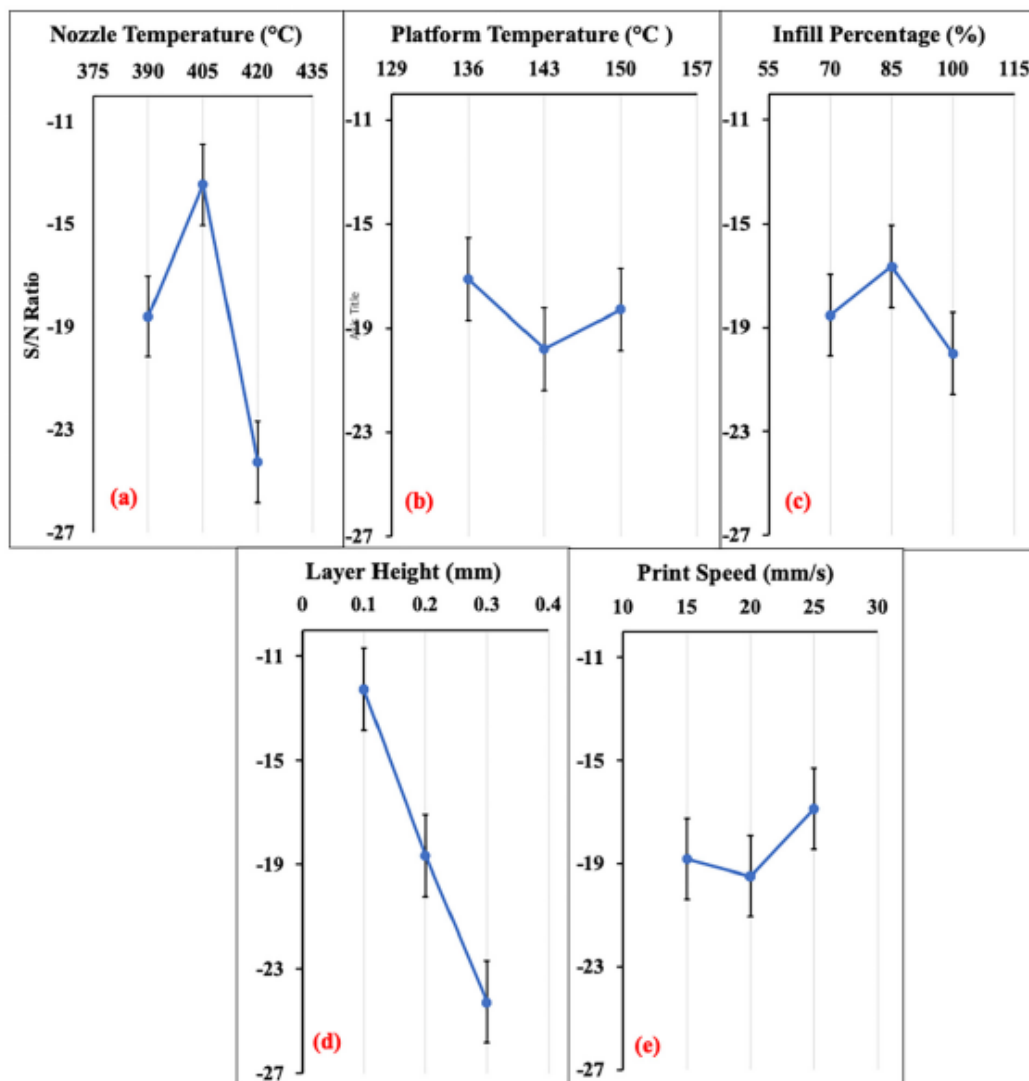 Nozzle Temperature (°C)
375 390 405 420 435
-11
-15
-19
-23
-27
S/N Ratio
(a)
Platform Temperature (°C )
129 136 143 150 157
-11
-15
-19
-23
-27
Title
(b)
Infill Percentage (%)
55 70 85 100 115
-11
-15
-19
-23
-27
(c)
Layer Height (mm)
0 0.1 0.2 0.3 0.4
-11
-15
-19
-23
-27
(d)
Print Speed (mm/s)
10 15 20 25 30
-11
-15
-19
-23
-27
(e)